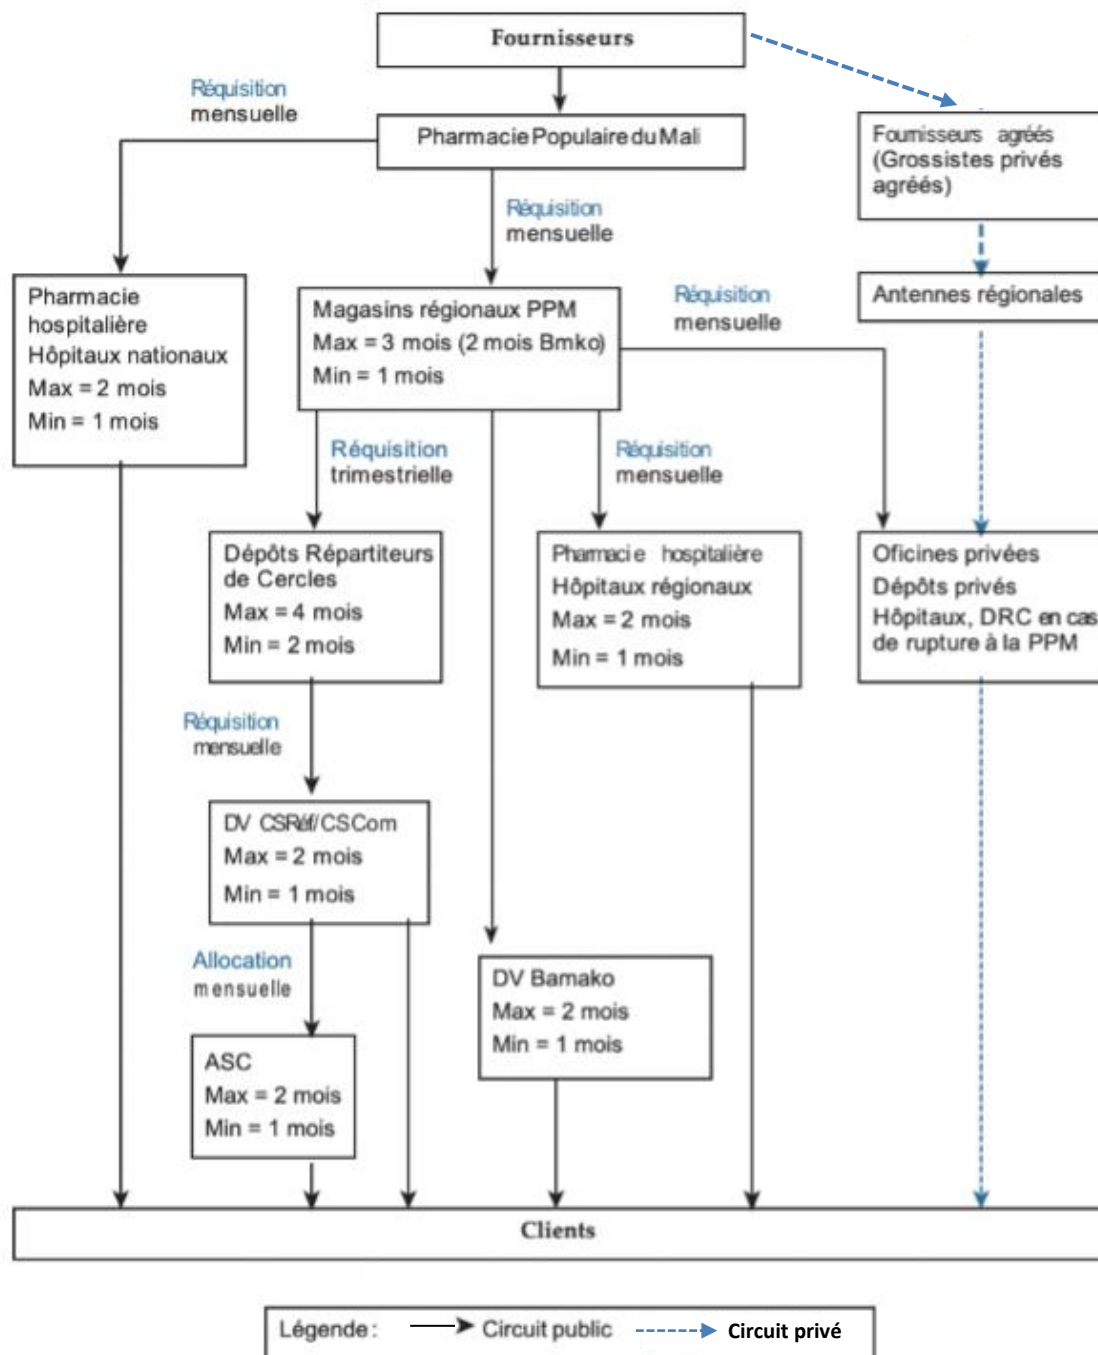 Fournisseurs
Réquisition
mensuelle
Pharmacie Populaire du Mali
Fournisseurs agréés
(Grossistes privés
agréés)
Réquisition
mensuelle
Pharmacie
hospitalière
Hôpitaux nationaux
Max = 2 mois
Min = 1 mois
Magasins régionaux PPM
Max = 3 mois (2 mois Bmko)
Min = 1 mois
Réquisition
mensuelle
Antennes régionales
Réquisition
trimestrielle
Réquisition
mensuelle
Dépôts Répartiteurs
de Cercles
Max = 4 mois
Min = 2 mois
Pharmacie hospitalière
Hôpitaux régionaux
Max = 2 mois
Min = 1 mois
Oficines privées
Dépôts privés
Hôpitaux, DRC en cas
de rupture à la PPM
Réquisition
mensuelle
DV CSRéf/CSCom
Max = 2 mois
Min = 1 mois
Allocation
mensuelle
DV Bamako
Max = 2 mois
Min = 1 mois
ASC
Max = 2 mois
Min = 1 mois
Clients
Légende : Circuit public Circuit privé